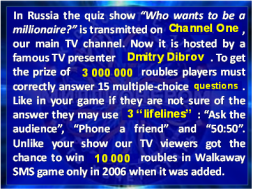 In Russia the quiz show “Who wants to be a
millionaire?” is transmitted on Channel One ,
our main TV channel. Now it is hosted by a
famous TV presenter Dmitry Dibrov . To get
the prize of 3 000 000 roubles players must
correctly answer 15 multiple-choice questions .
Like in your game if they are not sure of the
answer they may use 3 “lifelines” : “Ask the
audience”, “Phone a friend” and “50:50”.
Unlike your show our TV viewers got the
chance to win 10 000 roubles in Walkaway
SMS game only in 2006 when it was added.